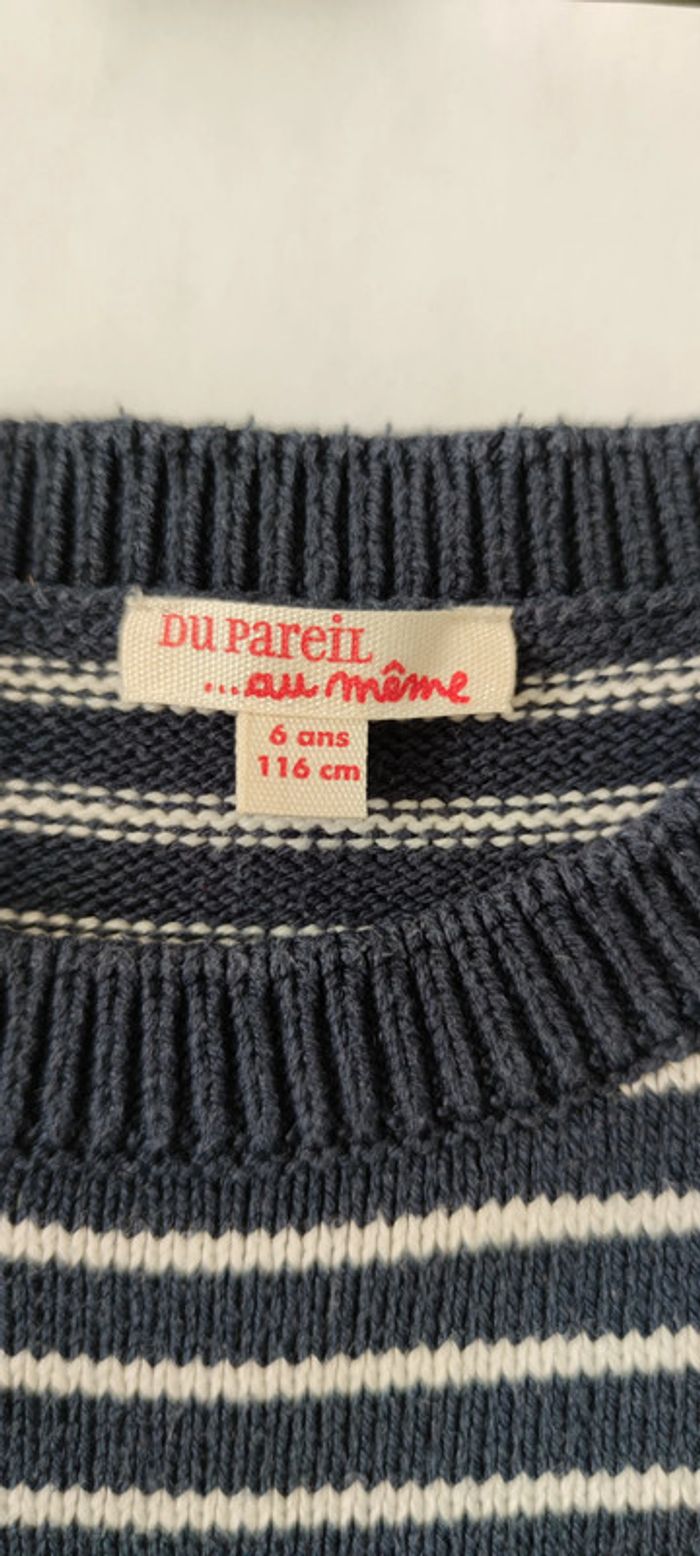 DU PAREIL
...au même
6 ans
116 cm